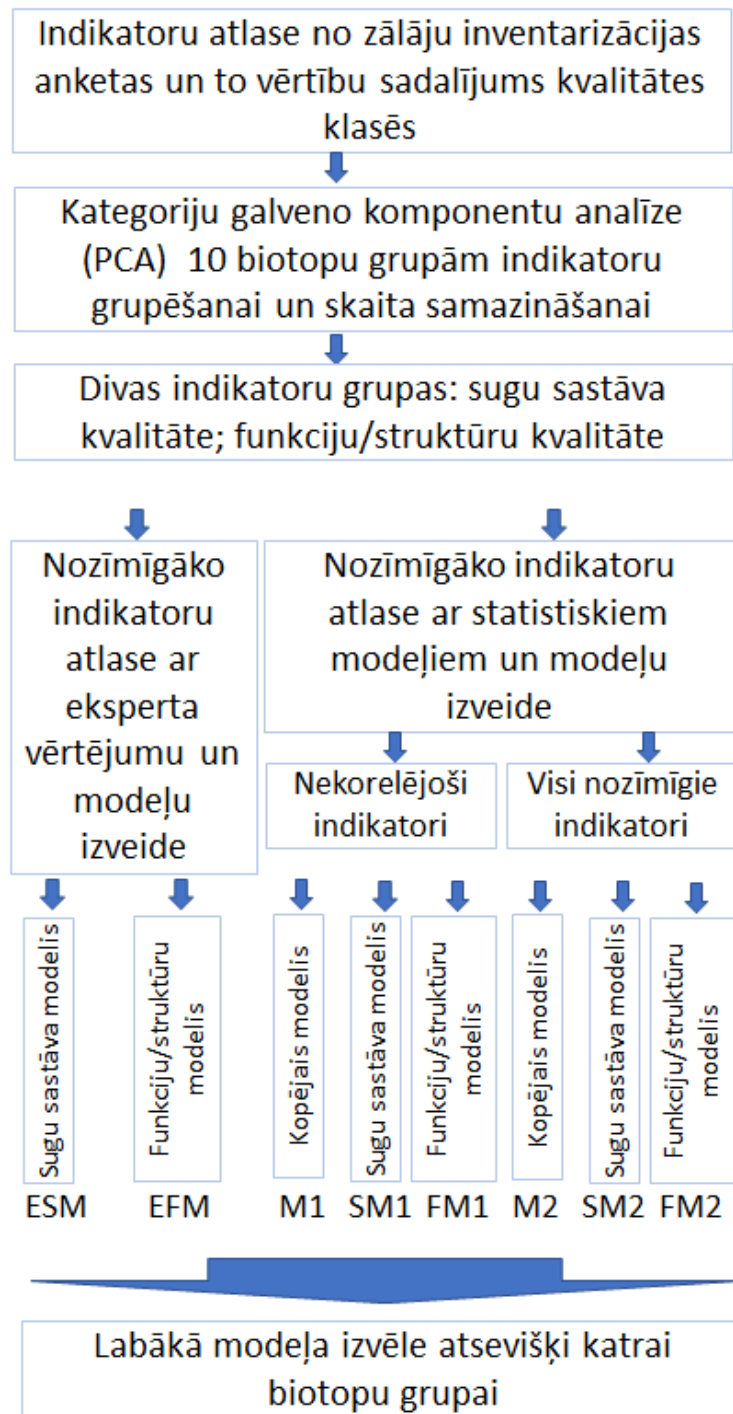 Indikatoru atlase no zālāju inventarizācijas
anketas un to vērtību sadalījums kvalitātes
klasēs
Kategoriju galveno komponentu analīze
(PCA) 10 biotopu grupām indikatoru
grupēšanai un skaita samazināšanai
Divas indikatoru grupas: sugu sastāva
kvalitāte; funkciju/struktūru kvalitāte
Nozīmīgāko
indikatoru
atlase ar
eksperta
vērtējumu un
modeļu
izveide
Nozīmīgāko indikatoru
atlase ar statistiskiem
modeļiem un modeļu
izveide
Nekorelējoši
indikatori
Visi nozīmīgie
indikatori
Sugu sastāva modelis
Funkciju/struktūru
modelis
Kopējais modelis
Sugu sastāva modelis
Funkciju/struktūru
modelis
Kopējais modelis
Sugu sastāva modelis
Funkciju/struktūru
modelis
ESM EFM M1 SM1 FM1 M2 SM2 FM2
Labākā modeļa izvēle atsevišķi katrai
biotopu grupai